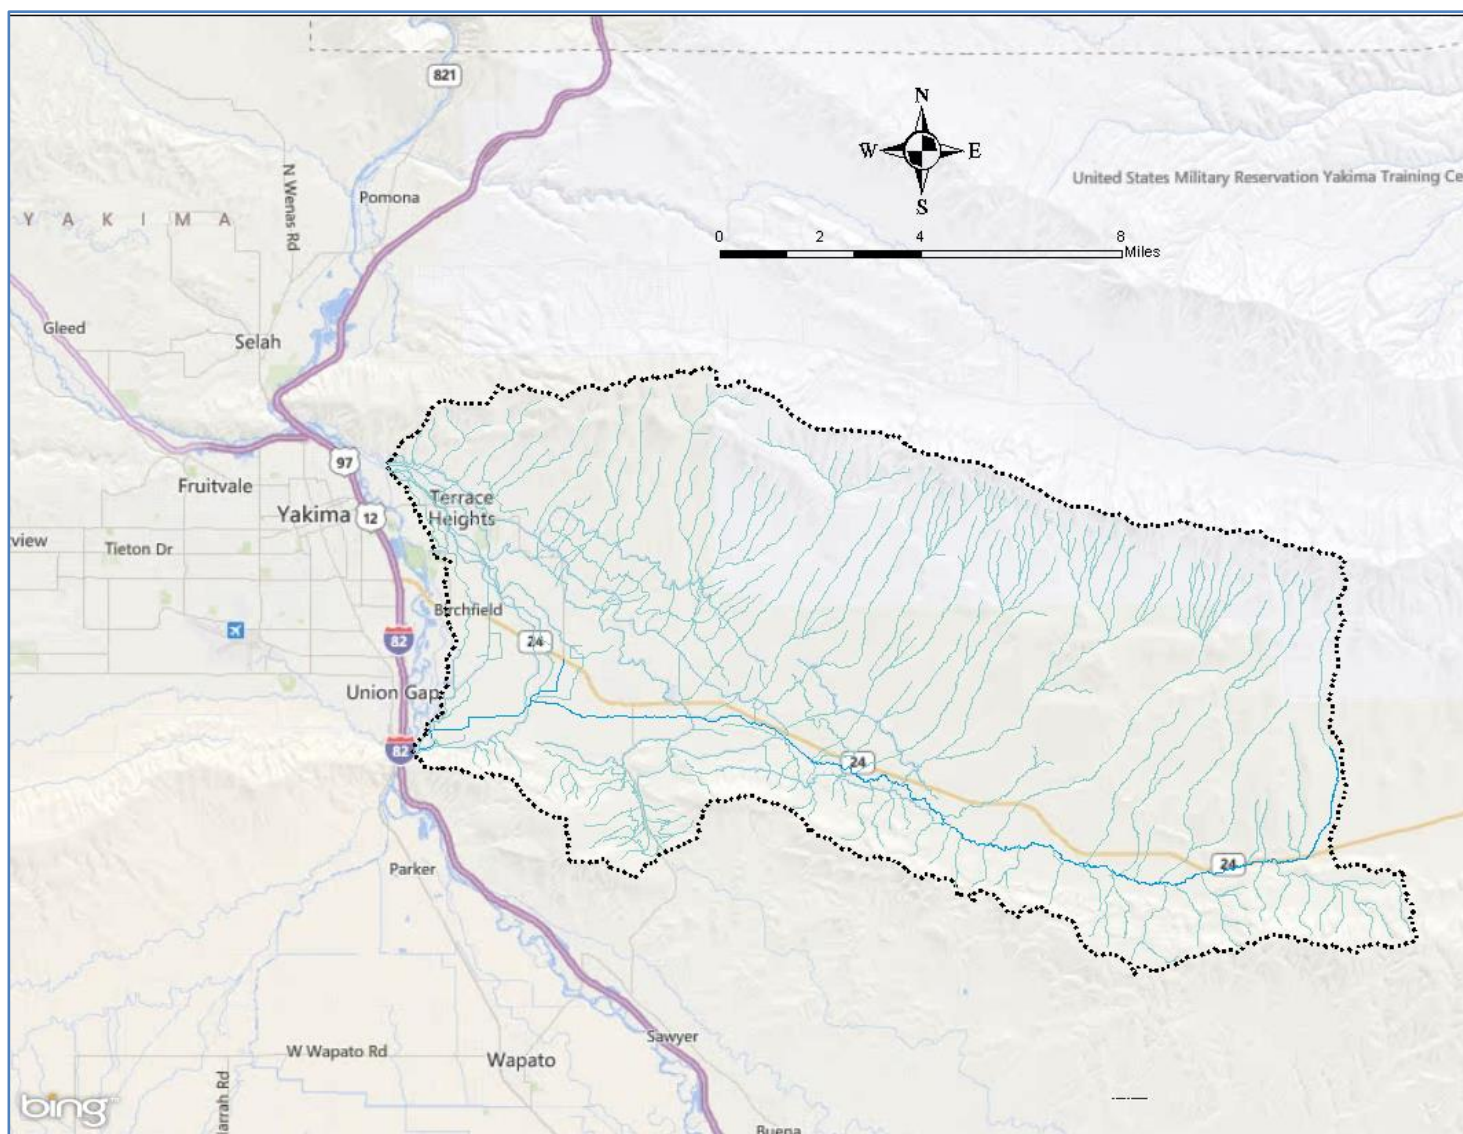 821
N
W
E
S
United States Military Reservation Yakima Training Ce
N Wenas Rd
Pomona
YAKIMA
0 2 4 8
Miles
Gleed
Selah
97
Fruitvale
Terrace
Heights
Yakima
12
view
Tieton Dr
Birchfield
82
24
Union Gap
82
24
24
Parker
Sawyer
W Wapato Rd
Wapato
larrah Rd
bing
Buena